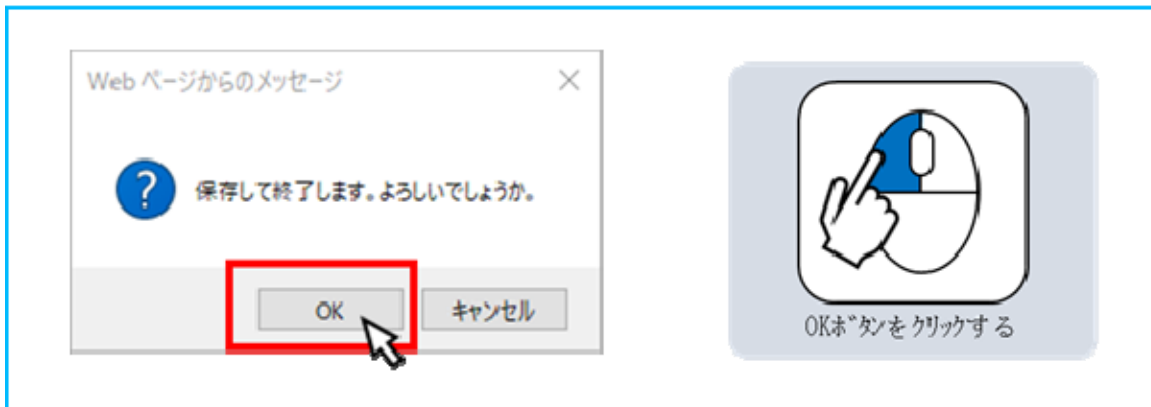 Web ページからのメッセージ
保存して終了します。よろしいでしょうか。
OK
キャンセル
OKボタンをクリックする